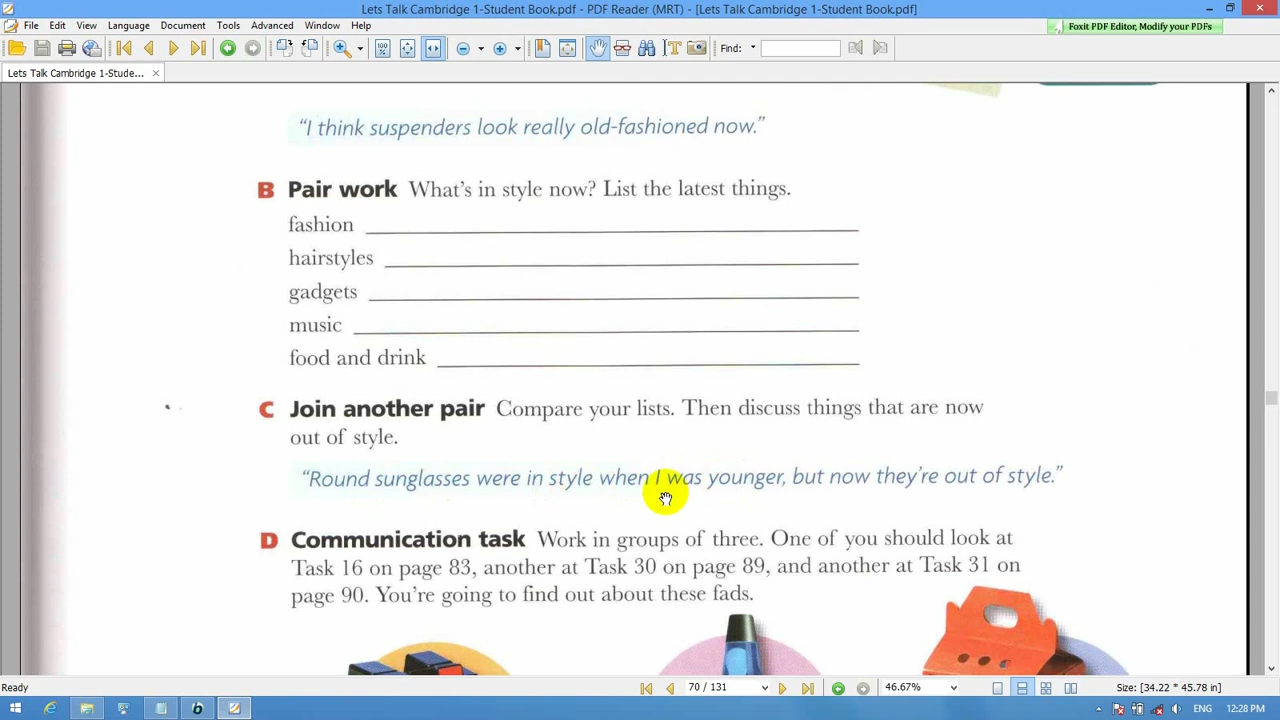 Lets Talk Cambridge 1-Student Book.pdf - PDF Reader (MRT) - [Lets Talk Cambridge 1-Student Book.pdf]
File Edit View Language Document Tools Advanced Window Help
Foxit PDF Editor, Modify your PDFs
Find:
Lets Talk Cambridge 1-Stude...
"I think suspenders look really old-fashioned now."
B Pair work What's in style now? List the latest things.
fashion
hairstyles
gadgets
music
food and drink
C Join another pair Compare your lists. Then discuss things that are now
out of style.
"Round sunglasses were in style when I was younger, but now they're out of style."
D Communication task Work in groups of three. One of you should look at
Task 16 on page 83, another at Task 30 on page 89, and another at Task 31 on
page 90. You're going to find out about these fads.
Ready
70 / 131
46.67%
Size: [34.22 * 45.78 in]
ENG 12:28 PM